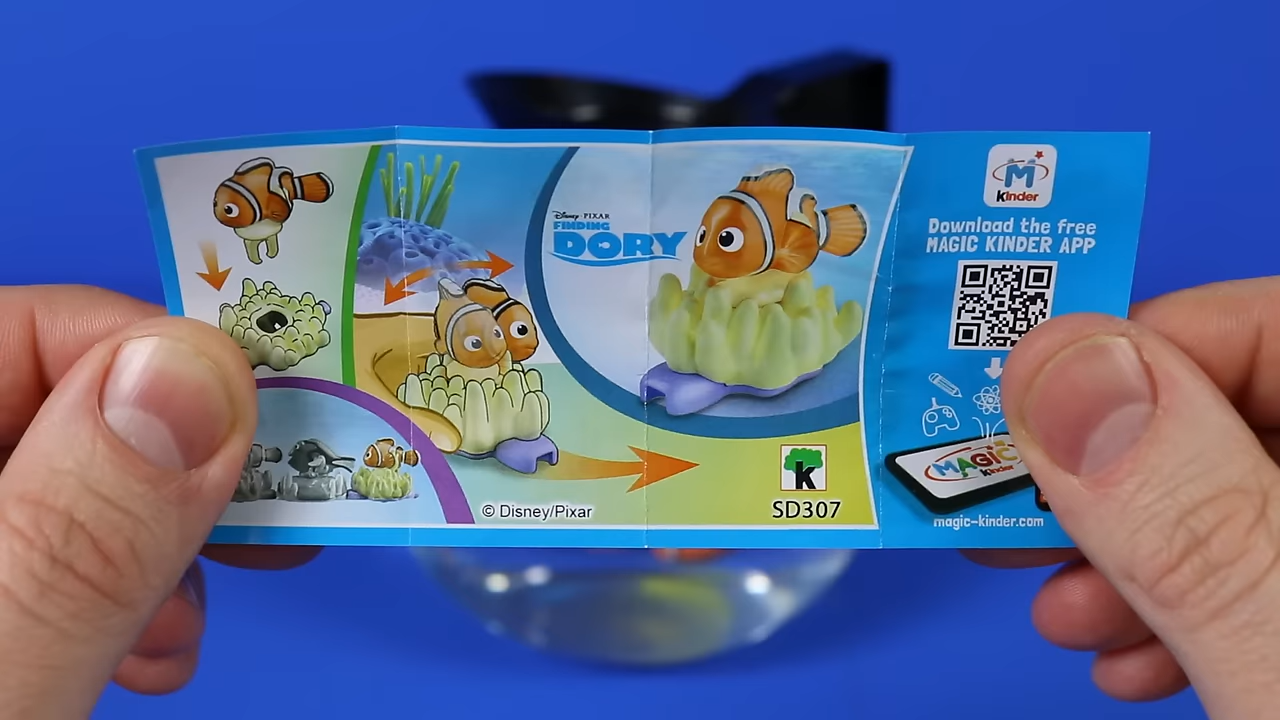 Disney PIXAR
FINDING
DORY
© Disney/Pixar
k
SD307
M
Kinder
Download the free
MAGIC KINDER APP
MAGIC
Kinder
magic-kinder.com